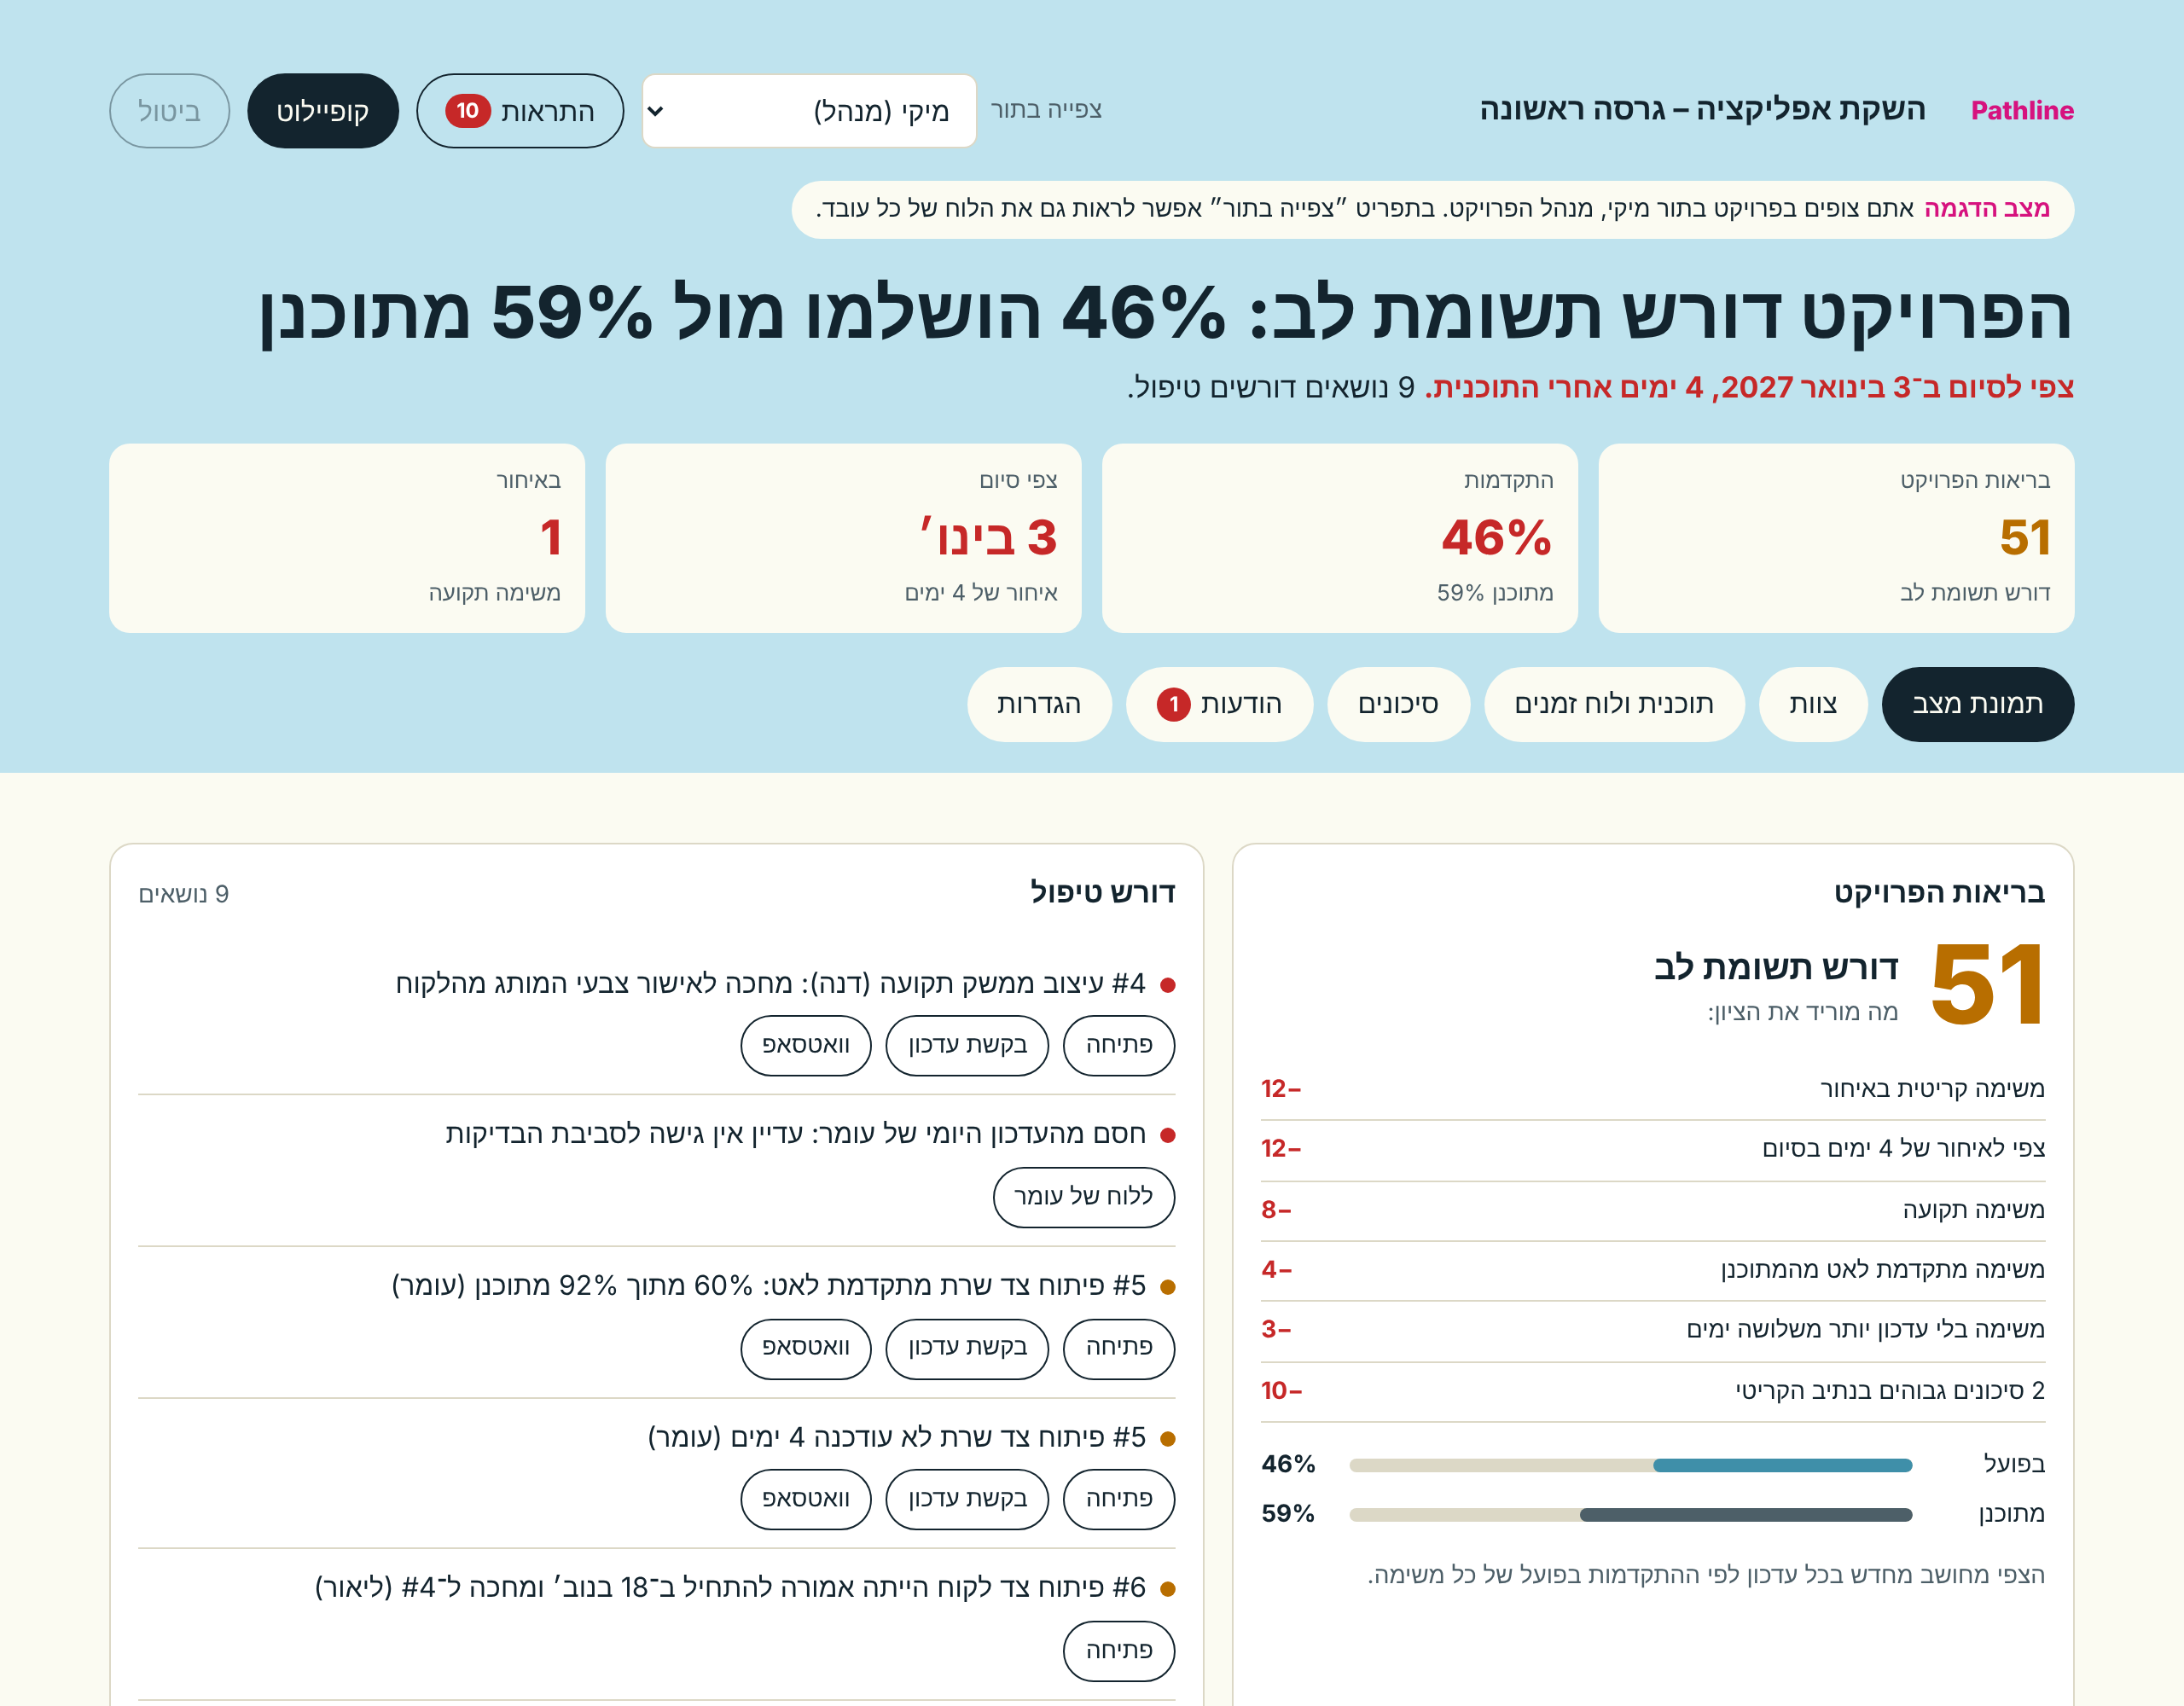 Pathline
השקת אפליקציה – גרסה ראשונה
צפייה בתור
מיקי (מנהל)
התראות 10
קופיילוט
ביטול
מצב הדגמה אתם צופים בפרויקט בתור מיקי, מנהל הפרויקט. בתפריט ״צפייה בתור״ אפשר לראות גם את הלוח של כל עובד.
הפרויקט דורש תשומת לב: 46% הושלמו מול 59% מתוכנן
צפי לסיום ב־3 בינואר 2027, 4 ימים אחרי התוכנית. 9 נושאים דורשים טיפול.
בריאות הפרויקט
51
דורש תשומת לב
התקדמות
46%
מתוכנן 59%
צפי סיום
3 בינו׳
איחור של 4 ימים
באיחור
1
משימה תקועה
תמונת מצב
צוות
תוכנית ולוח זמנים
סיכונים
הודעות 1
הגדרות
בריאות הפרויקט
51
דורש תשומת לב
מה מוריד את הציון:
משימה קריטית באיחור −12
צפי לאיחור של 4 ימים בסיום −12
משימה תקועה −8
משימה מתקדמת לאט מהמתוכנן −4
משימה בלי עדכון יותר משלושה ימים −3
2 סיכונים גבוהים בנתיב הקריטי −10
בפועל 46%
מתוכנן 59%
הצפי מחושב מחדש בכל עדכון לפי ההתקדמות בפועל של כל משימה.
דורש טיפול
9 נושאים
#4 עיצוב ממשק תקועה (דנה): מחכה לאישור צבעי המותג מהלקוח
פתיחה
בקשת עדכון
וואטסאפ
חסם מהעדכון היומי של עומר: עדיין אין גישה לסביבת הבדיקות
ללוח של עומר
#5 פיתוח צד שרת מתקדמת לאט: 60% מתוך 92% מתוכנן (עומר)
פתיחה
בקשת עדכון
וואטסאפ
#5 פיתוח צד שרת לא עודכנה 4 ימים (עומר)
פתיחה
בקשת עדכון
וואטסאפ
#6 פיתוח צד לקוח הייתה אמורה להתחיל ב־18 בנוב׳ ומחכה ל־#4 (ליאור)
פתיחה